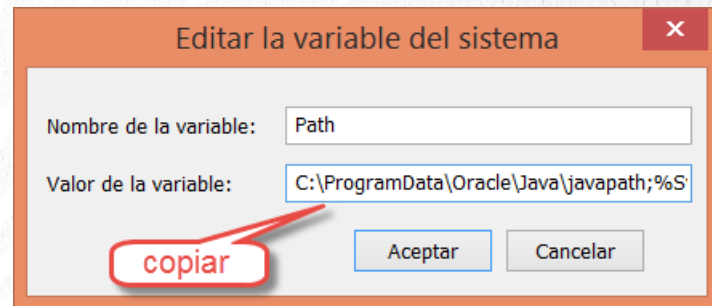 Editar la variable del sistema
x
Nombre de la variable: Path
Valor de la variable: C:\ProgramData\Oracle\Java\javapath;%S
copiar
Aceptar Cancelar